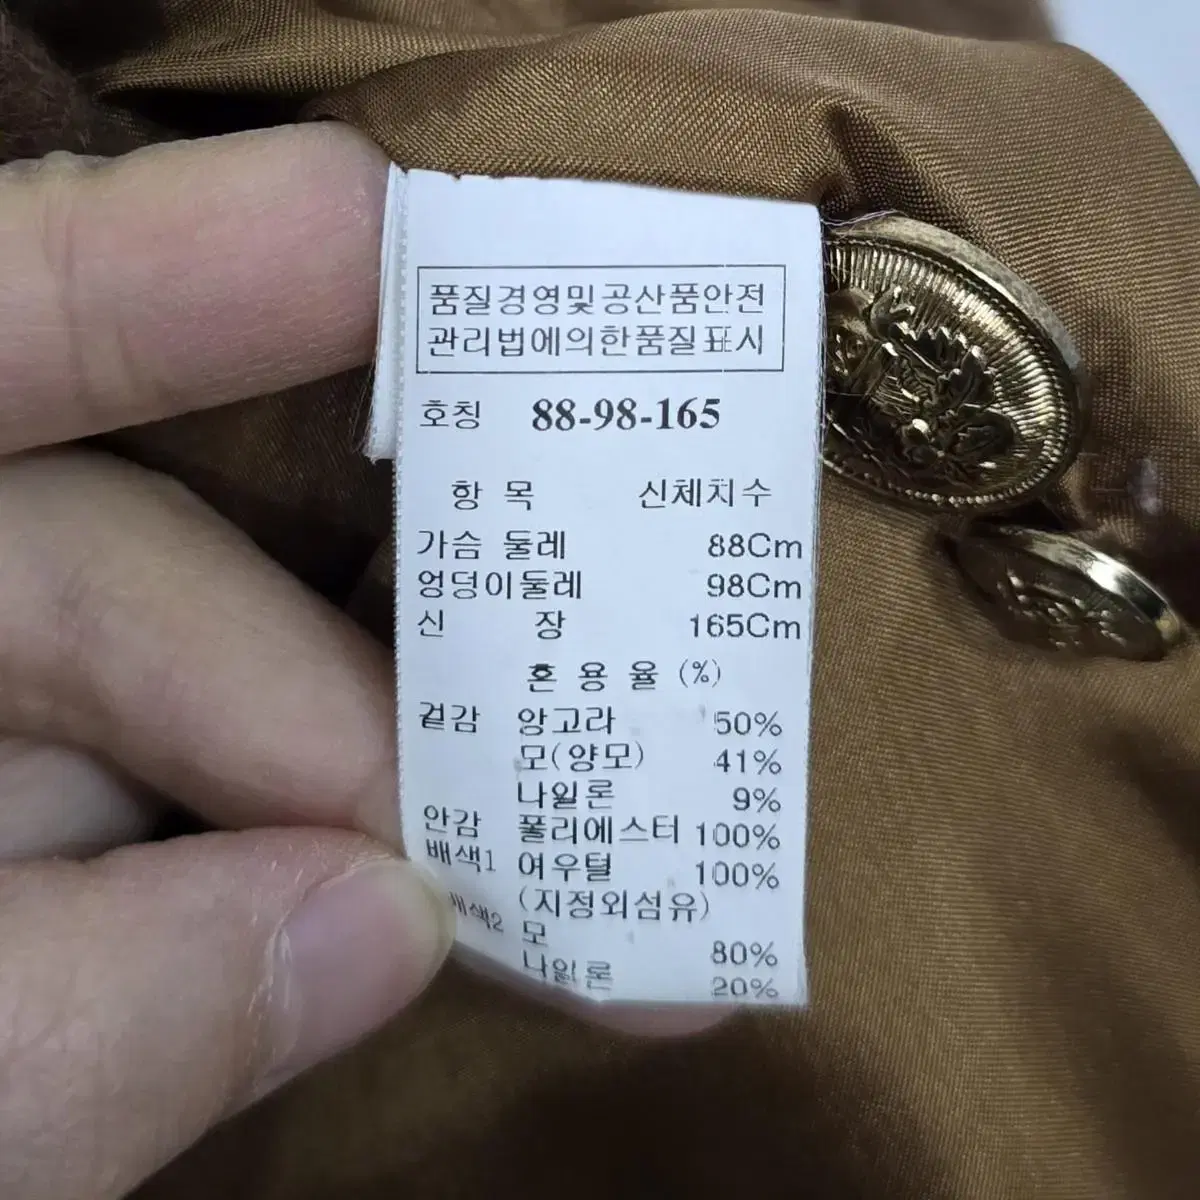 품질경영및공산품안전
관리법에의한품질표시
호칭 88-98-165
항 목 신체치수
가슴 둘레 88Cm
엉덩이둘레 98Cm
신 장 165Cm
혼 용 율 (%)
겉감 앙고라 50%
모(양모) 41%
나일론 9%
안감 폴리에스터 100%
배색1 여우털 100%
(지정외섬유)
배색2 모 80%
나일론 20%